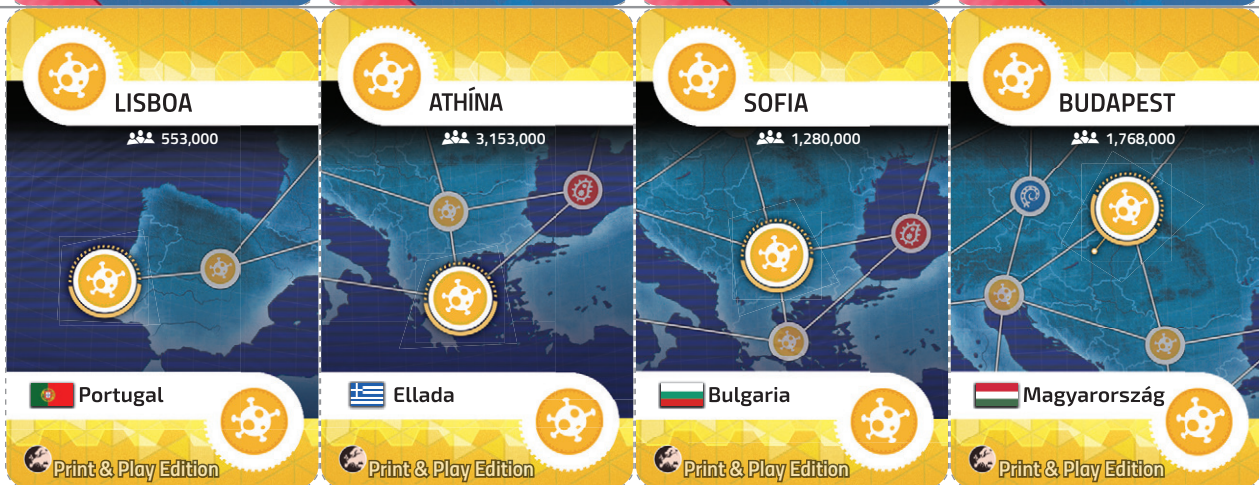 LISBOA
553,000
Portugal
Print & Play Edition
ATHÍNA
3,153,000
Ellada
Print & Play Edition
SOFIA
1,280,000
Bulgaria
Print & Play Edition
BUDAPEST
1,768,000
Magyarország
Print & Play Edition